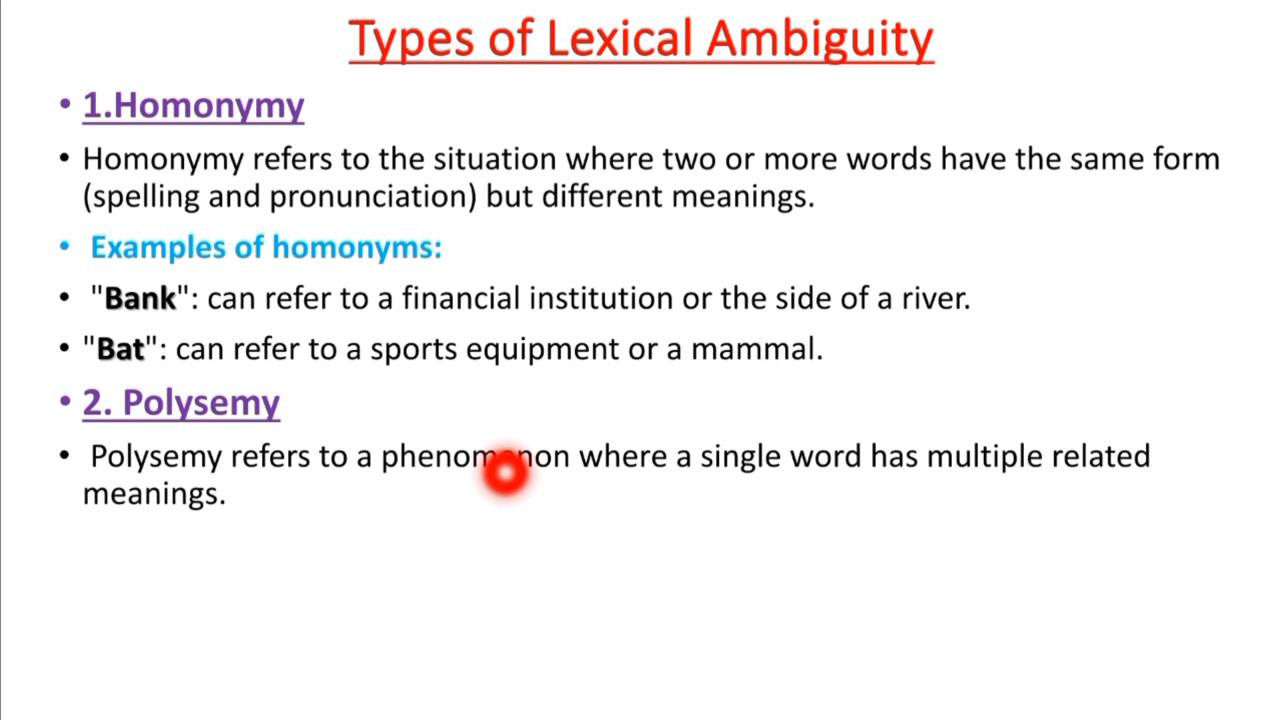 Types of Lexical Ambiguity
• 1.Homonymy
• Homonymy refers to the situation where two or more words have the same form
(spelling and pronunciation) but different meanings.
• Examples of homonyms:
• "Bank": can refer to a financial institution or the side of a river.
• "Bat": can refer to a sports equipment or a mammal.
• 2. Polysemy
• Polysemy refers to a phenomenon where a single word has multiple related
meanings.